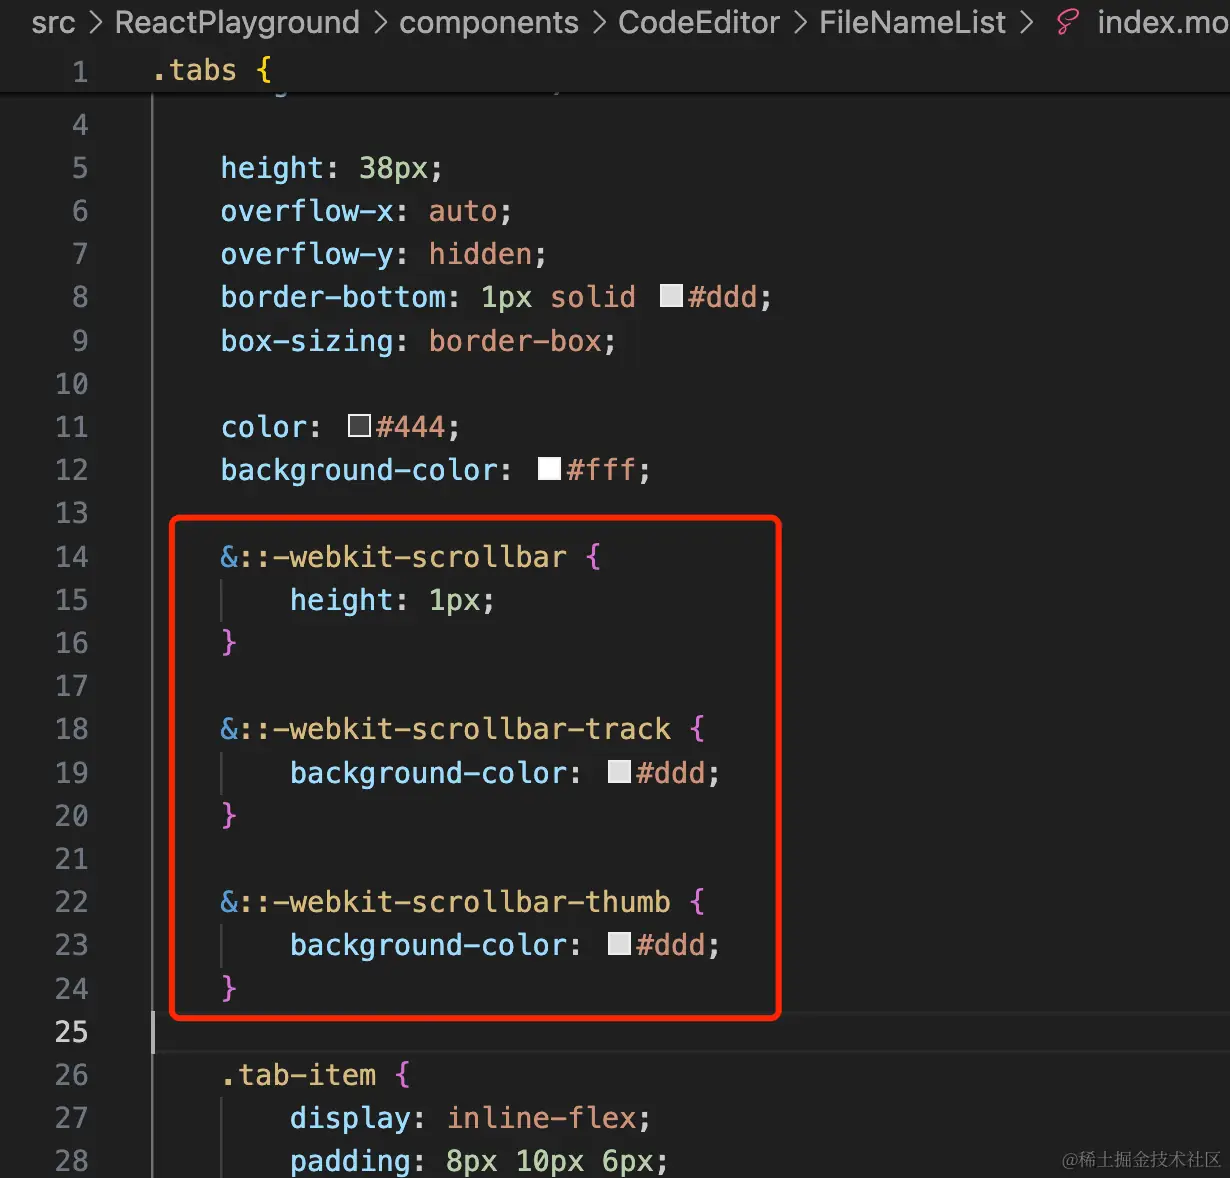 src > ReactPlayground > components > CodeEditor > FileNameList > index.mo
1 .tabs {
4
5 height: 38px;
6 overflow-x: auto;
7 overflow-y: hidden;
8 border-bottom: 1px solid #ddd;
9 box-sizing: border-box;
10
11 color: #444;
12 background-color: #fff;
13
14 &::-webkit-scrollbar {
15 height: 1px;
16 }
17
18 &::-webkit-scrollbar-track {
19 background-color: #ddd;
20 }
21
22 &::-webkit-scrollbar-thumb {
23 background-color: #ddd;
24 }
25
26 .tab-item {
27 display: inline-flex;
28 padding: 8px 10px 6px;
@稀土掘金技术社区